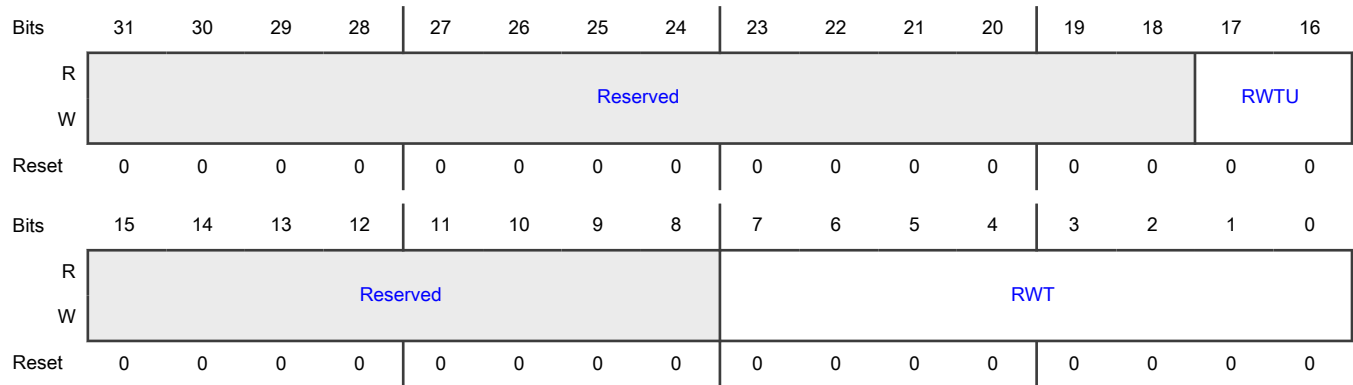 Bits 31 30 29 28 27 26 25 24 23 22 21 20 19 18 17 16
R
Reserved RWTU
W
Reset 0 0 0 0 0 0 0 0 0 0 0 0 0 0 0 0
Bits 15 14 13 12 11 10 9 8 7 6 5 4 3 2 1 0
R
Reserved RWT
W
Reset 0 0 0 0 0 0 0 0 0 0 0 0 0 0 0 0